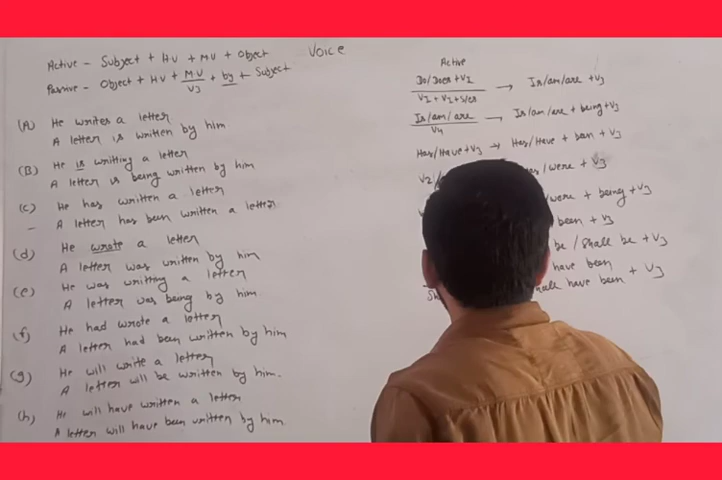 Voice
Active - Subject + HV + MV + Object
Passive - Object + HV + MV/V3 + by + Subject
(A) He writes a letter
A letter is written by him
(B) He is writting a letter
A letter is being written by him
(c) He has written a letter
- A letter has been written a letter
(d) He wrote a letter
A letter was written by him
(e) He was writting a letter
A letter was being by him
(f) He had wrote a letter
A letter had been written by him
(g) He will write a letter
A letter will be written by him.
(h) He will have written a letter
A letter will have been written by him
Active
Do/Does + V1 → Is/am/are + V3
V1 + V1 + s/es
Is/am/are → Is/am/are + being + V3
V4
Has/Have + V3 → Has/Have + been + V3
/were + V3
/were + being + V3
been + V3
be / shall be + V3
have been
have been + V3